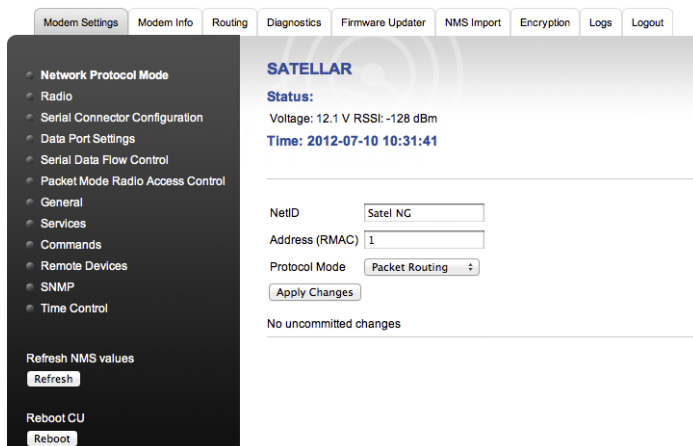 Modem Settings Modem Info Routing Diagnostics Firmware Updater NMS Import Encryption Logs Logout
Network Protocol Mode
Radio
Serial Connector Configuration
Data Port Settings
Serial Data Flow Control
Packet Mode Radio Access Control
General
Services
Commands
Remote Devices
SNMP
Time Control
Refresh NMS values
Refresh
Reboot CU
Reboot
SATELLAR
Status:
Voltage: 12.1 V RSSI: -128 dBm
Time: 2012-07-10 10:31:41
NetID Satel NG
Address (RMAC) 1
Protocol Mode Packet Routing
Apply Changes
No uncommitted changes